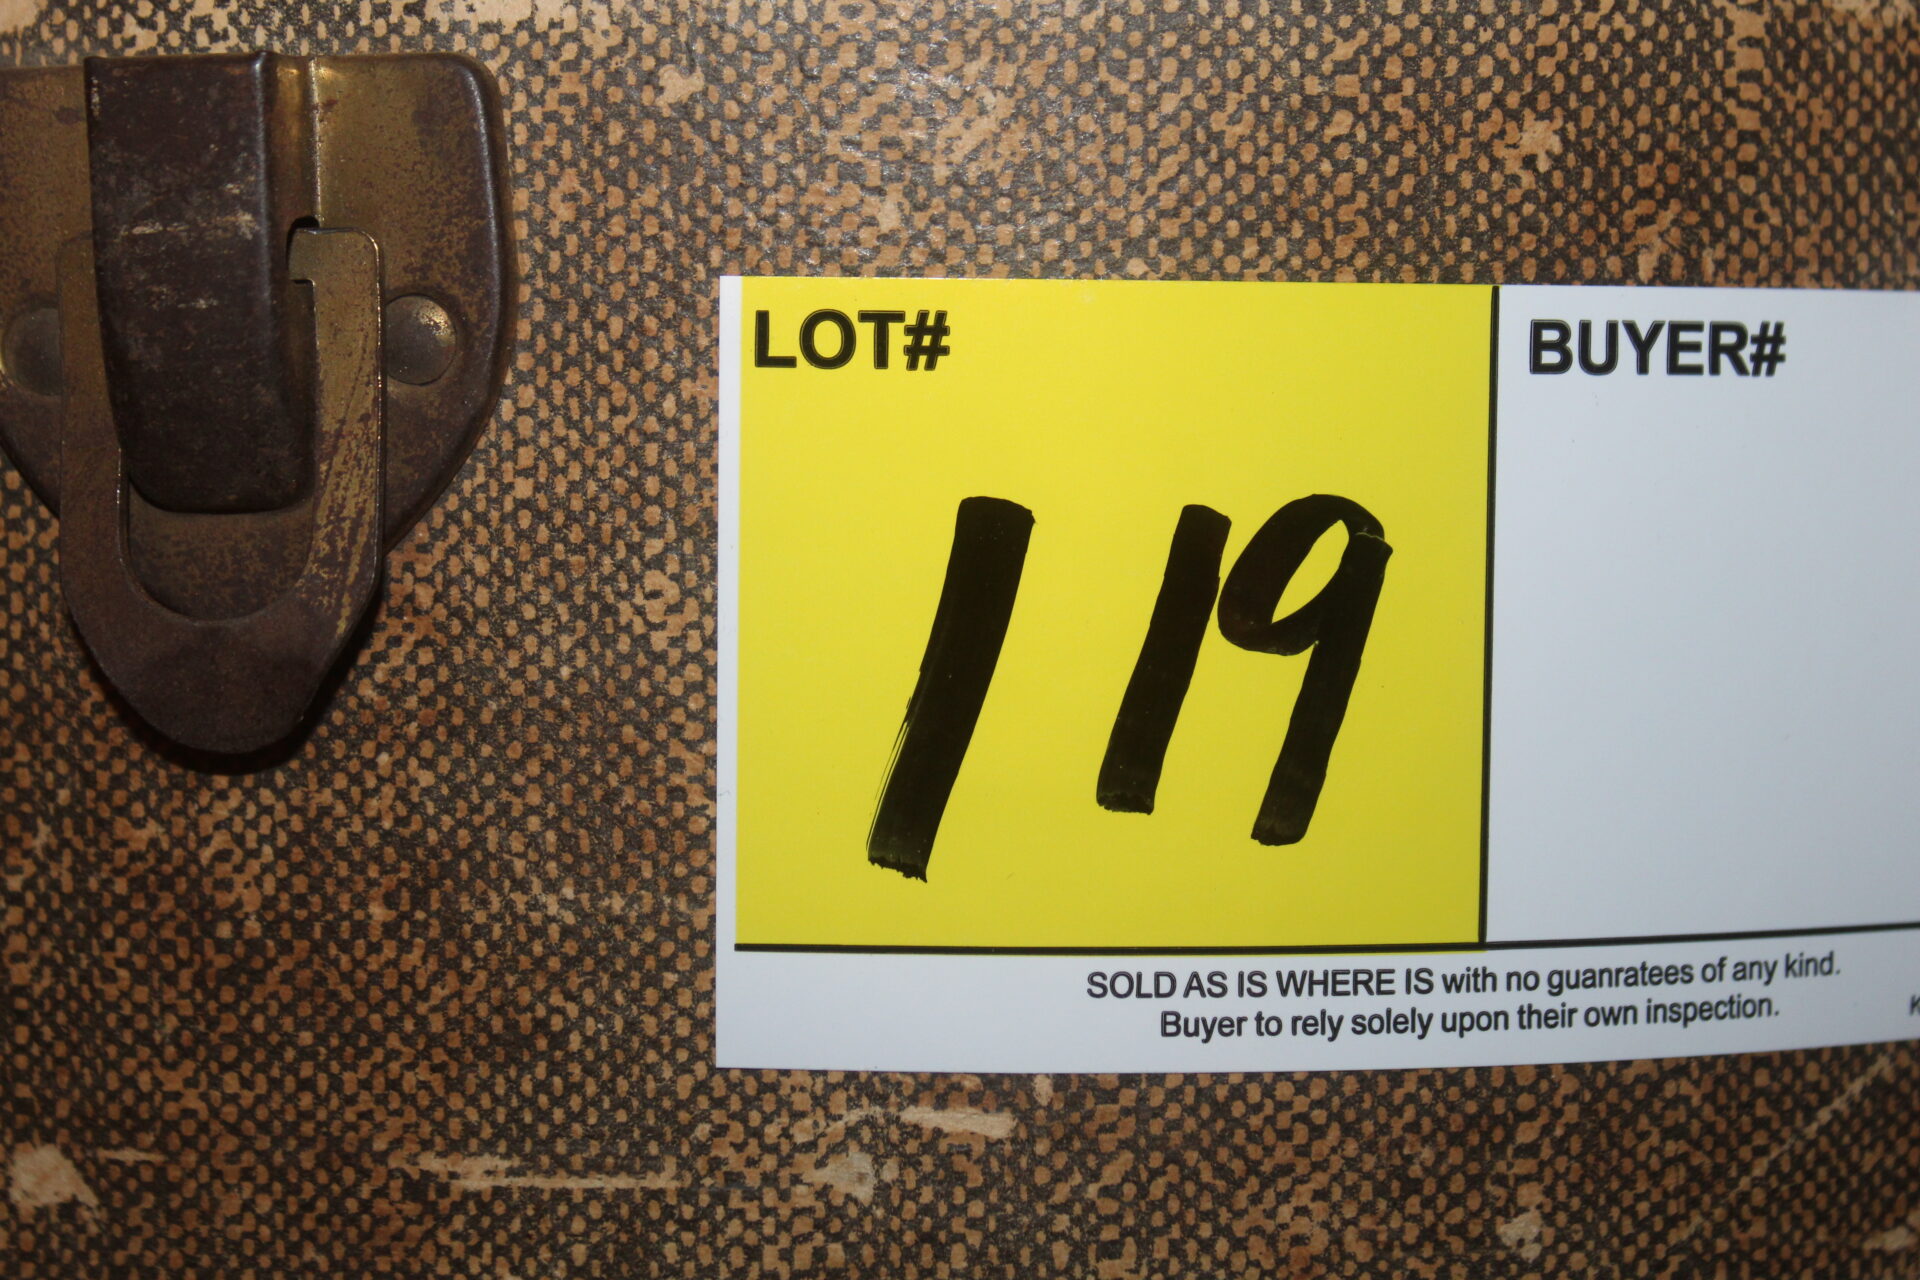 LOT#
BUYER#
119
SOLD AS IS WHERE IS with no guanratees of any kind.
Buyer to rely solely upon their own inspection.